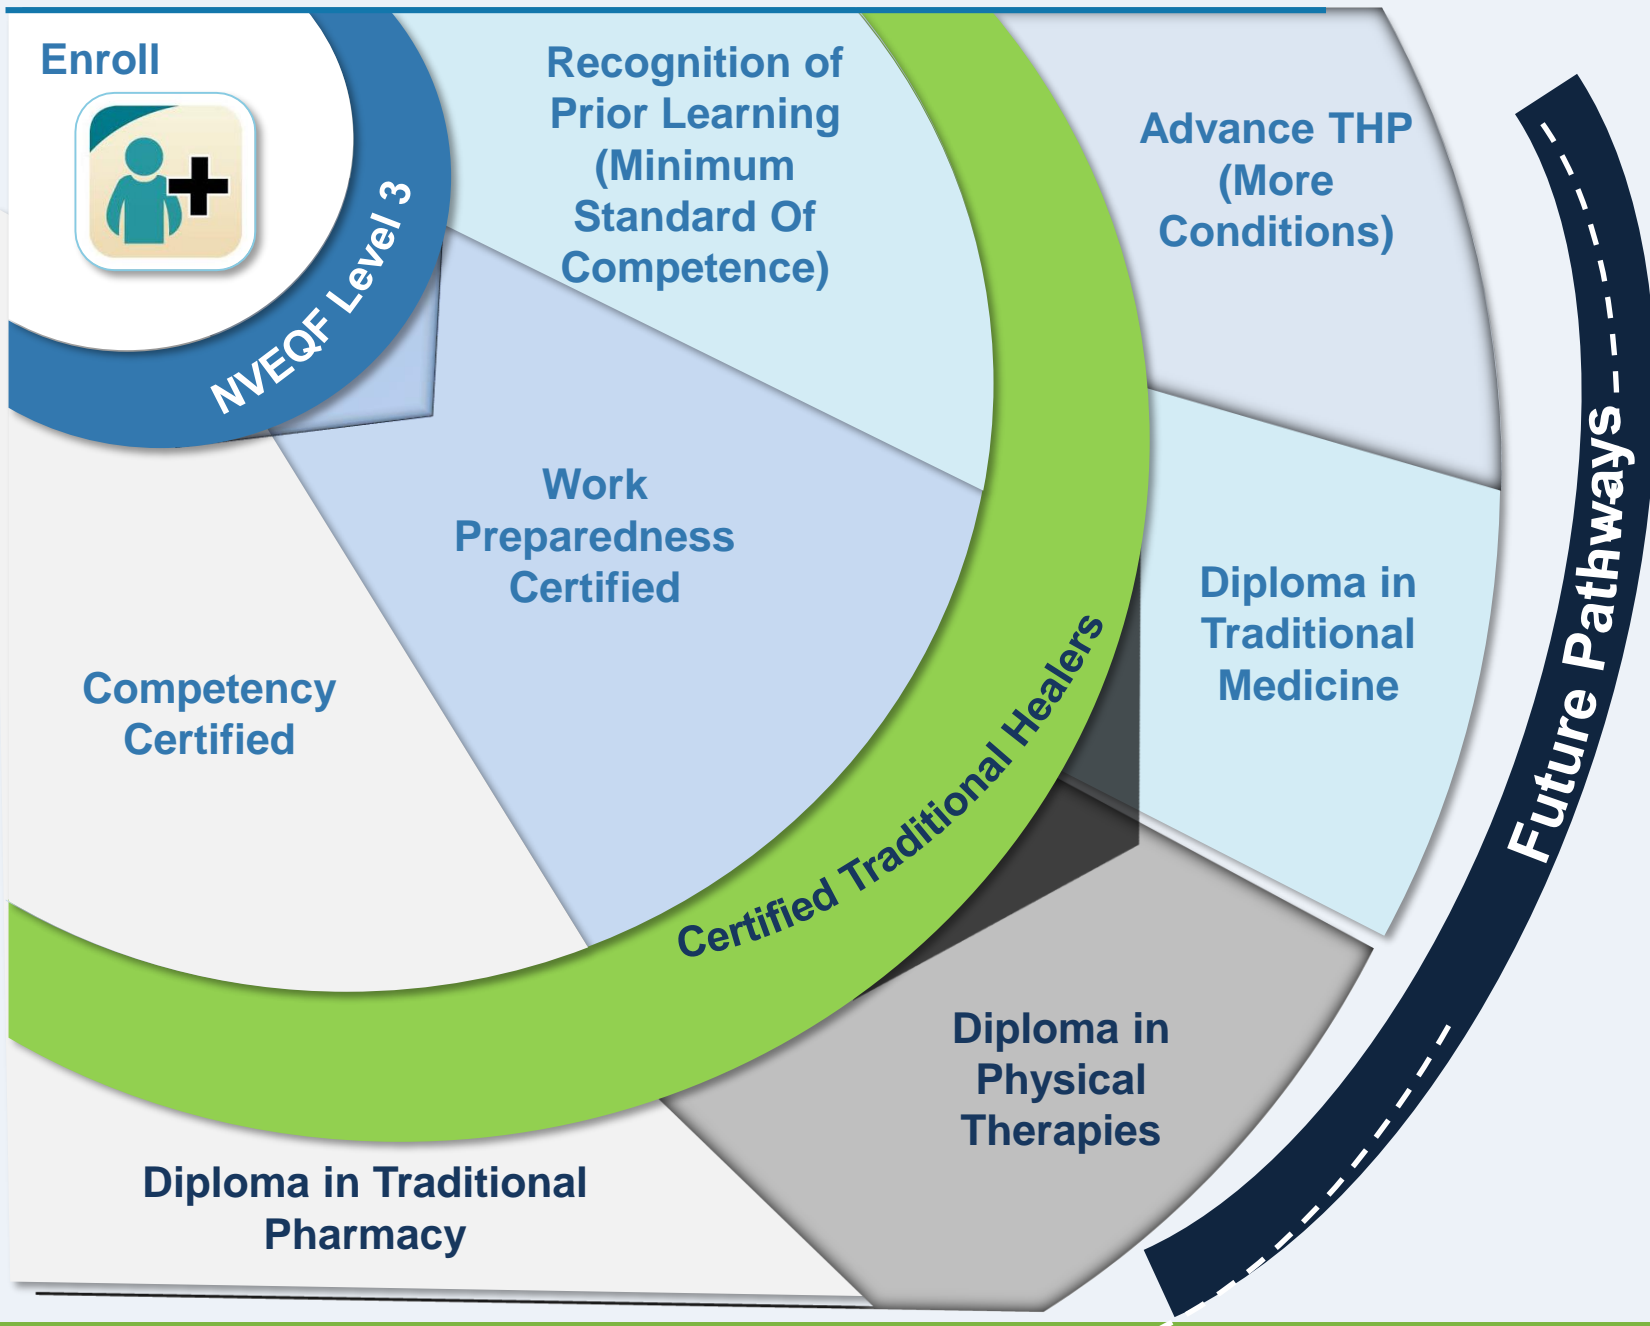 Enroll
NVEQF Level 3
Recognition of
Prior Learning
(Minimum
Standard Of
Competence)
Work
Preparedness
Certified
Competency
Certified
Certified Traditional Healers
Advance THP
(More
Conditions)
Diploma in
Traditional
Medicine
Diploma in
Physical
Therapies
Diploma in Traditional
Pharmacy
Future Pathways